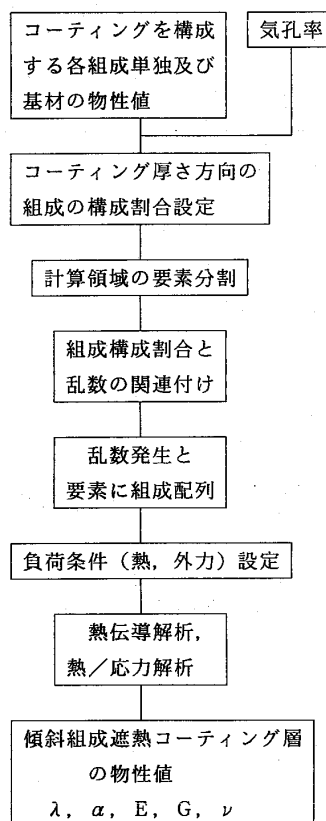 コーティングを構成
する各組成単独及び
基材の物性値
気孔率
コーティング厚さ方向の
組成の構成割合設定
計算領域の要素分割
組成構成割合と
乱数の関連付け
乱数発生と
要素に組成配列
負荷条件（熱，外力）設定
熱伝導解析，
熱／応力解析
傾斜組成遮熱コーティング層
の物性値
λ，α，E，G，ν